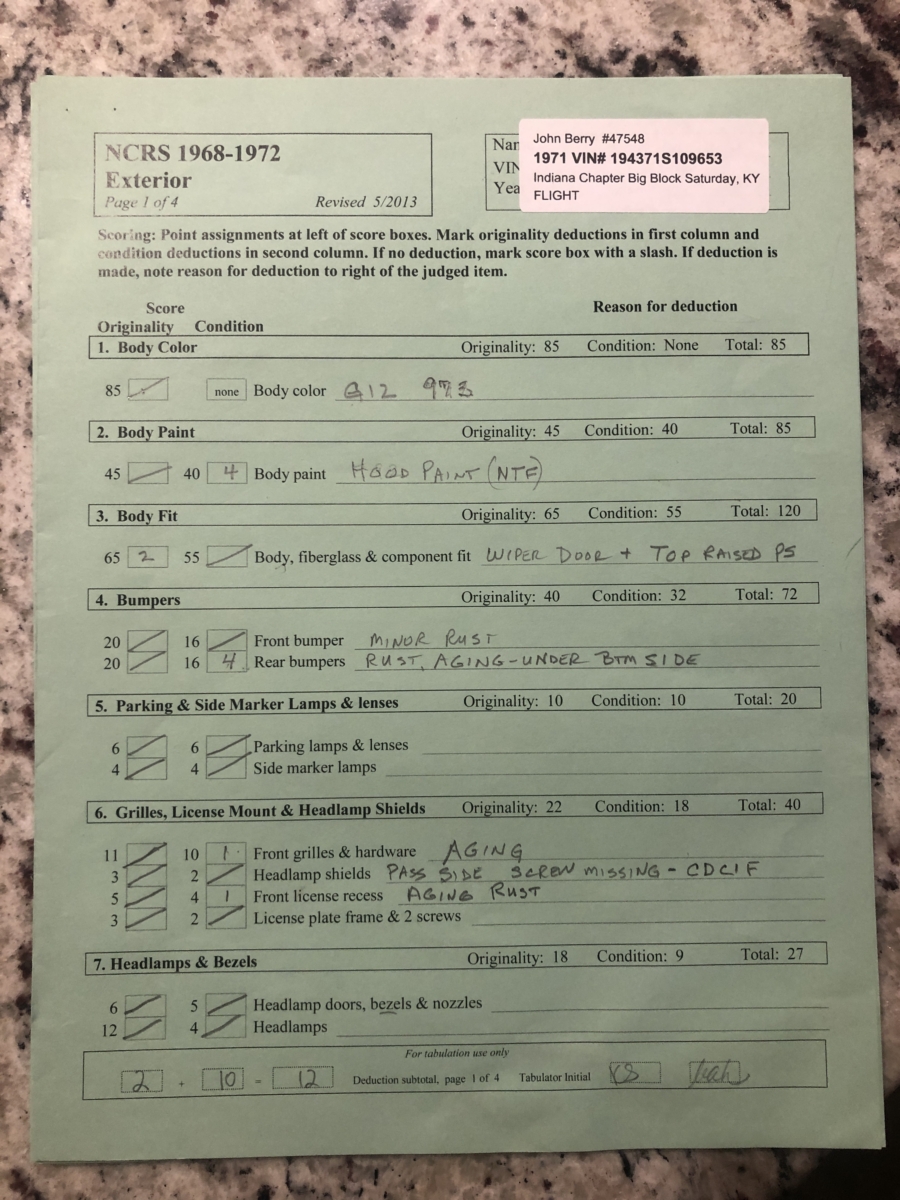 NCRS 1968-1972
Exterior
Page 1 of 4 Revised 5/2013
Nar
VIN
Yea
John Berry #47548
1971 VIN# 194371S109653
Indiana Chapter Big Block Saturday, KY
FLIGHT
Scoring: Point assignments at left of score boxes. Mark originality deductions in first column and
condition deductions in second column. If no deduction, mark score box with a slash. If deduction is
made, note reason for deduction to right of the judged item.
Score Reason for deduction
Originality Condition
1. Body Color Originality: 85 Condition: None Total: 85
85 none Body color G12 973
2. Body Paint Originality: 45 Condition: 40 Total: 85
45 40 4 Body paint HOOD PAINT (NTF)
3. Body Fit Originality: 65 Condition: 55 Total: 120
65 2 55 Body, fiberglass & component fit WIPER DOOR + TOP RAISED PS
4. Bumpers Originality: 40 Condition: 32 Total: 72
20 16 Front bumper MINOR RUST
20 16 4 Rear bumpers RUST, AGING-UNDER BTM SIDE
5. Parking & Side Marker Lamps & lenses Originality: 10 Condition: 10 Total: 20
6 6 Parking lamps & lenses
4 4 Side marker lamps
6. Grilles, License Mount & Headlamp Shields Originality: 22 Condition: 18 Total: 40
11 10 1 Front grilles & hardware AGING
3 2 Headlamp shields PASS SIDE SCREW MISSING - CDCIF
5 4 1 Front license recess AGING RUST
3 2 License plate frame & 2 screws
7. Headlamps & Bezels Originality: 18 Condition: 9 Total: 27
6 5 Headlamp doors, bezels & nozzles
12 4 Headlamps
For tabulation use only
2 + 10 = 12 Deduction subtotal, page 1 of 4 Tabulator Initial